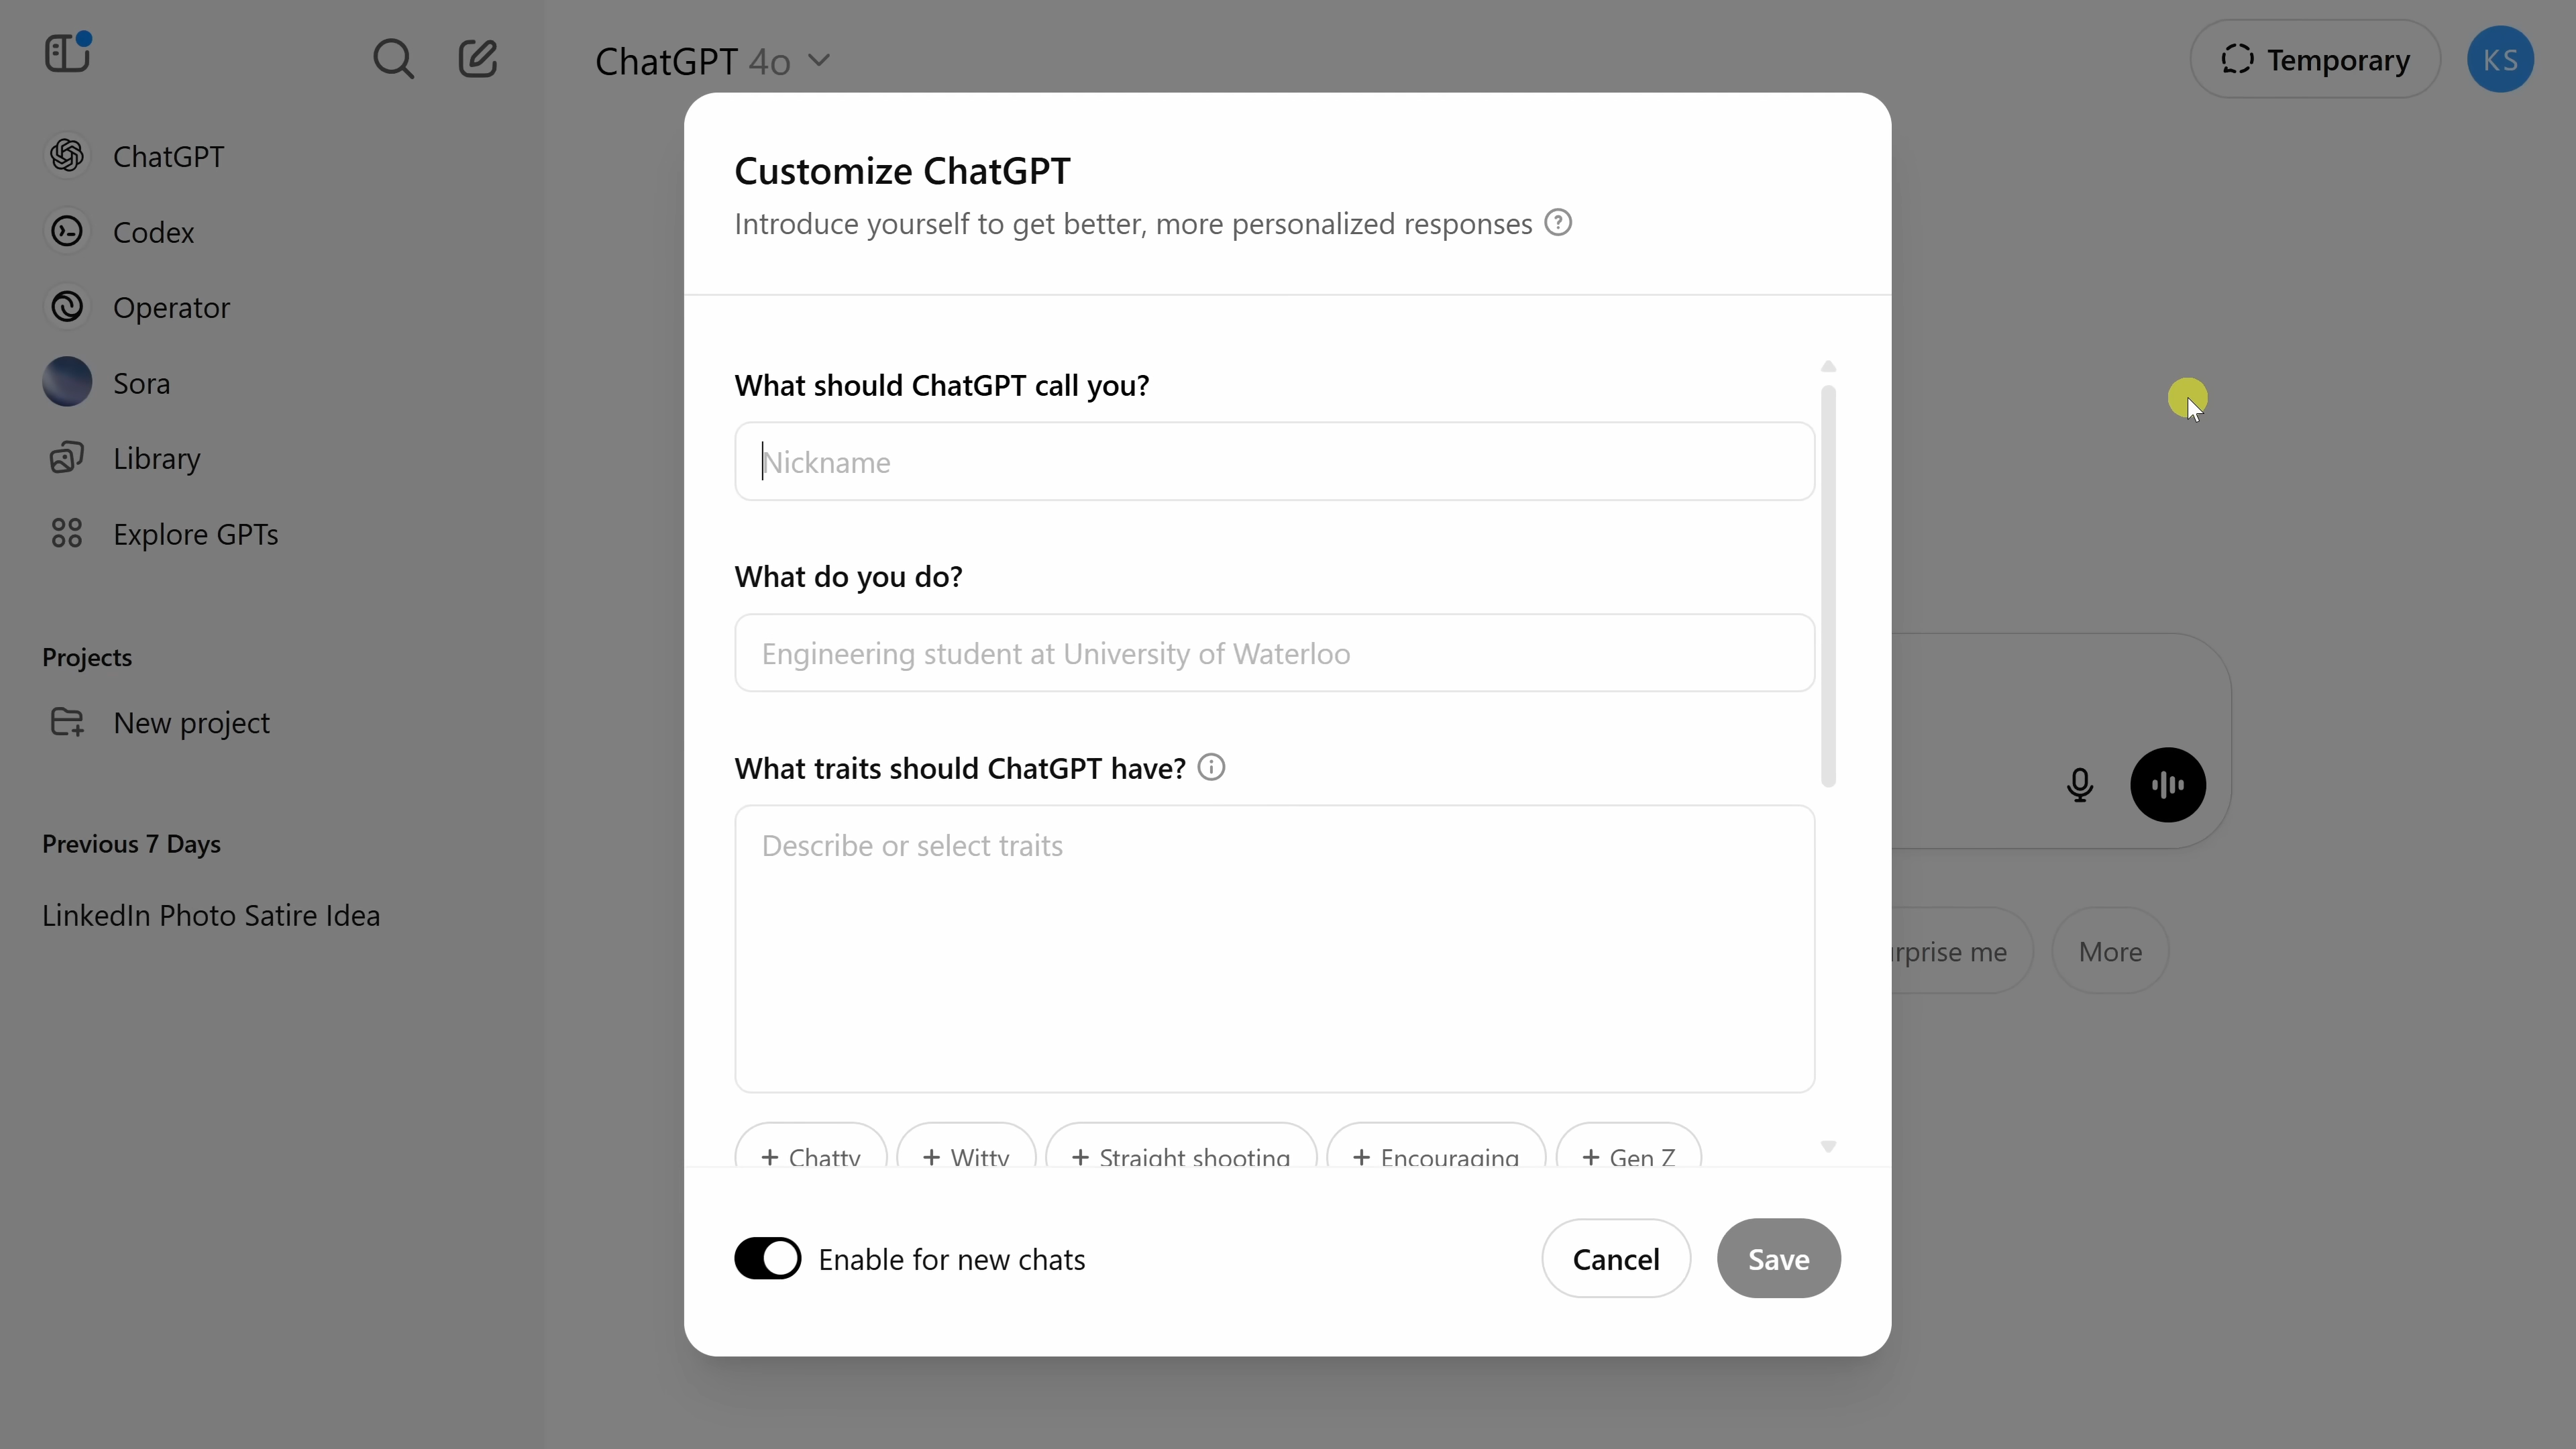 ChatGPT 4o
Temporary
KS
ChatGPT
Codex
Operator
Sora
Library
Explore GPTs
Projects
New project
Previous 7 Days
LinkedIn Photo Satire Idea
Customize ChatGPT
Introduce yourself to get better, more personalized responses
What should ChatGPT call you?
Nickname
What do you do?
Engineering student at University of Waterloo
What traits should ChatGPT have?
Describe or select traits
+ Chatty + Witty + Straight shooting + Encouraging + Gen Z
Enable for new chats
Cancel
Save
urprise me
More